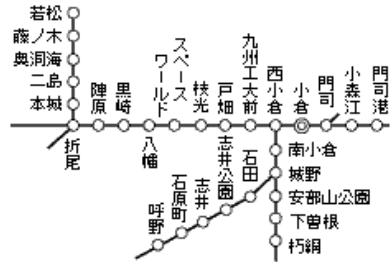 若松
藤ノ木
奥洞海
二島
本城
折尾
陣原
黒崎
八幡
スペースワールド
枝光
戸畑
九州工大前
西小倉
小倉
門司
小森江
門司港
南小倉
城野
安部山公園
下曽根
朽網
石田
志井公園
志井
石原町
呼野